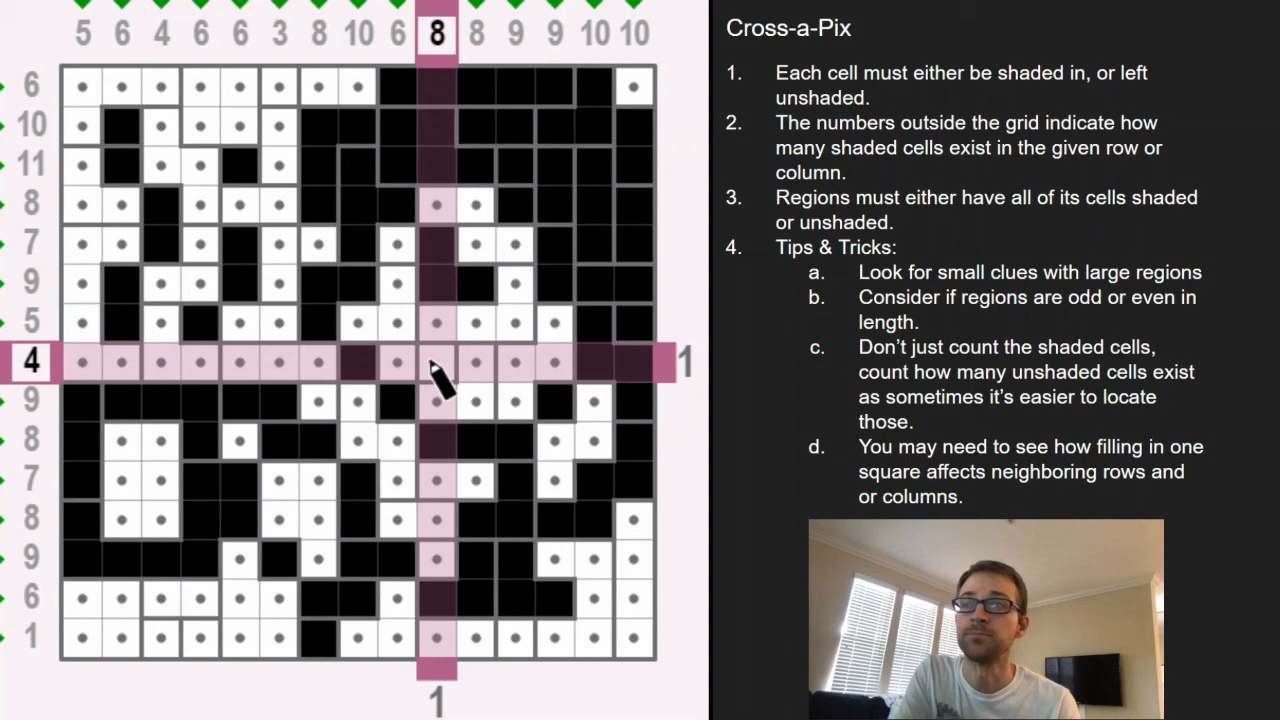 5 6 4 6 6 3 8 10 6 8 8 9 9 10 10
6
10
11
8
7
9
5
4 1
9
8
7
8
9
6
1
1
Cross-a-Pix
1. Each cell must either be shaded in, or left
unshaded.
2. The numbers outside the grid indicate how
many shaded cells exist in the given row or
column.
3. Regions must either have all of its cells shaded
or unshaded.
4. Tips & Tricks:
a. Look for small clues with large regions
b. Consider if regions are odd or even in
length.
c. Don’t just count the shaded cells,
count how many unshaded cells exist
as sometimes it’s easier to locate
those.
d. You may need to see how filling in one
square affects neighboring rows and
or columns.